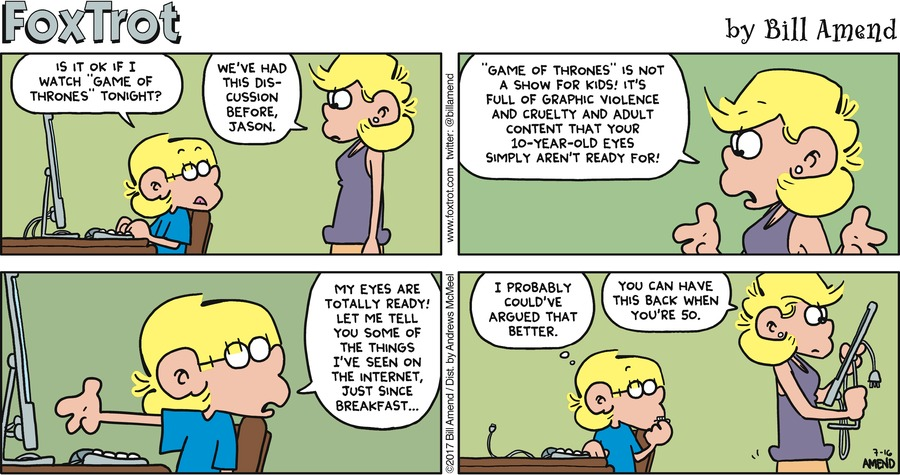 FoxTrot
by Bill Amend
IS IT OK IF I
WATCH "GAME OF
THRONES" TONIGHT?
WE'VE HAD
THIS DIS-
CUSSION
BEFORE,
JASON.
www.foxtrot.com twitter: @billamend
"GAME OF THRONES" IS NOT
A SHOW FOR KIDS! IT'S
FULL OF GRAPHIC VIOLENCE
AND CRUELTY AND ADULT
CONTENT THAT YOUR
10-YEAR-OLD EYES
SIMPLY AREN'T READY FOR!
MY EYES ARE
TOTALLY READY!
LET ME TELL
YOU SOME OF
THE THINGS
I'VE SEEN ON
THE INTERNET,
JUST SINCE
BREAKFAST...
©2017 Bill Amend / Dist. by Andrews McMeel
I PROBABLY
COULD'VE
ARGUED THAT
BETTER.
YOU CAN HAVE
THIS BACK WHEN
YOU'RE 50.
7-16
AMEND